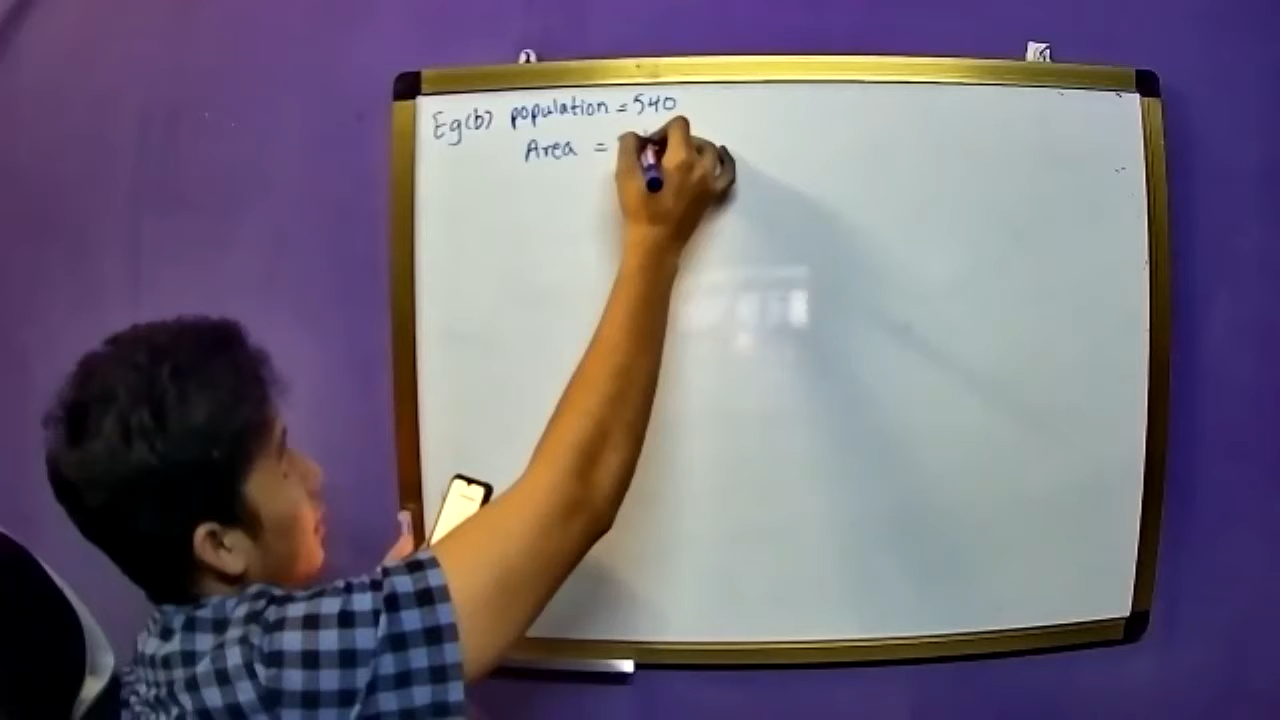 Eg(b) population = 540
Area =